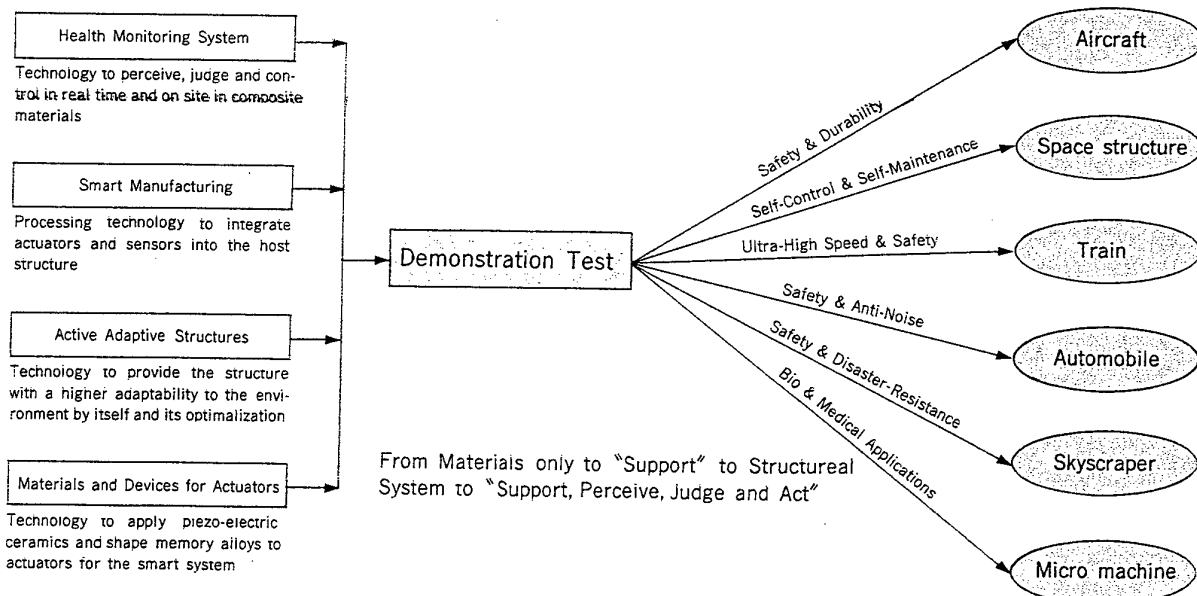 Health Monitoring System
Technology to perceive, judge and con-
trol in real time and on site in composite
materials
Smart Manufacturing
Processing technology to integrate
actuators and sensors into the host
structure
Active Adaptive Structures
Technology to provide the structure
with a higher adaptability to the envi-
ronment by itself and its optimalization
Materials and Devices for Actuators
Technology to apply piezo-electric
ceramics and shape memory alloys to
actuators for the smart system
Demonstration Test
From Materials only to "Support" to Structureal
System to "Support, Perceive, Judge and Act"
Safety & Durability
Self-Control & Self-Maintenance
Ultra-High Speed & Safety
Safety & Anti-Noise
Safety & Disaster-Resistance
Bio & Medical Applications
Aircraft
Space structure
Train
Automobile
Skyscraper
Micro machine